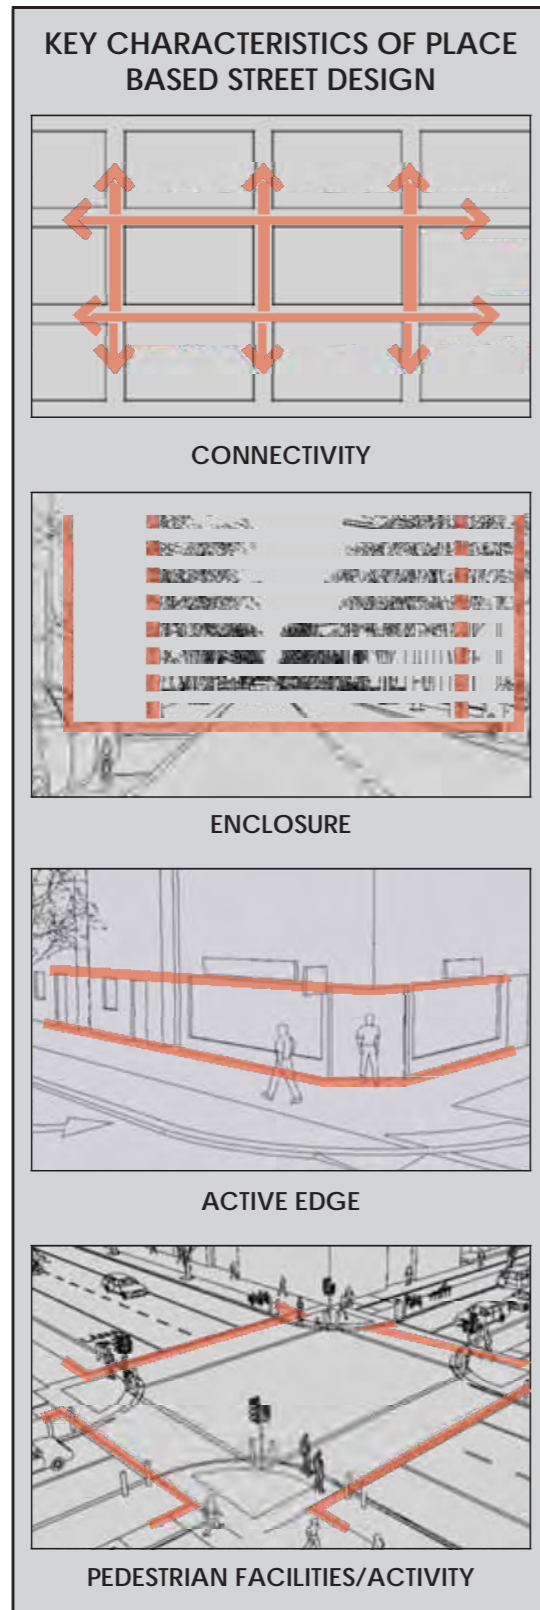 KEY CHARACTERISTICS OF PLACE
BASED STREET DESIGN
CONNECTIVITY
ENCLOSURE
ACTIVE EDGE
PEDESTRIAN FACILITIES/ACTIVITY